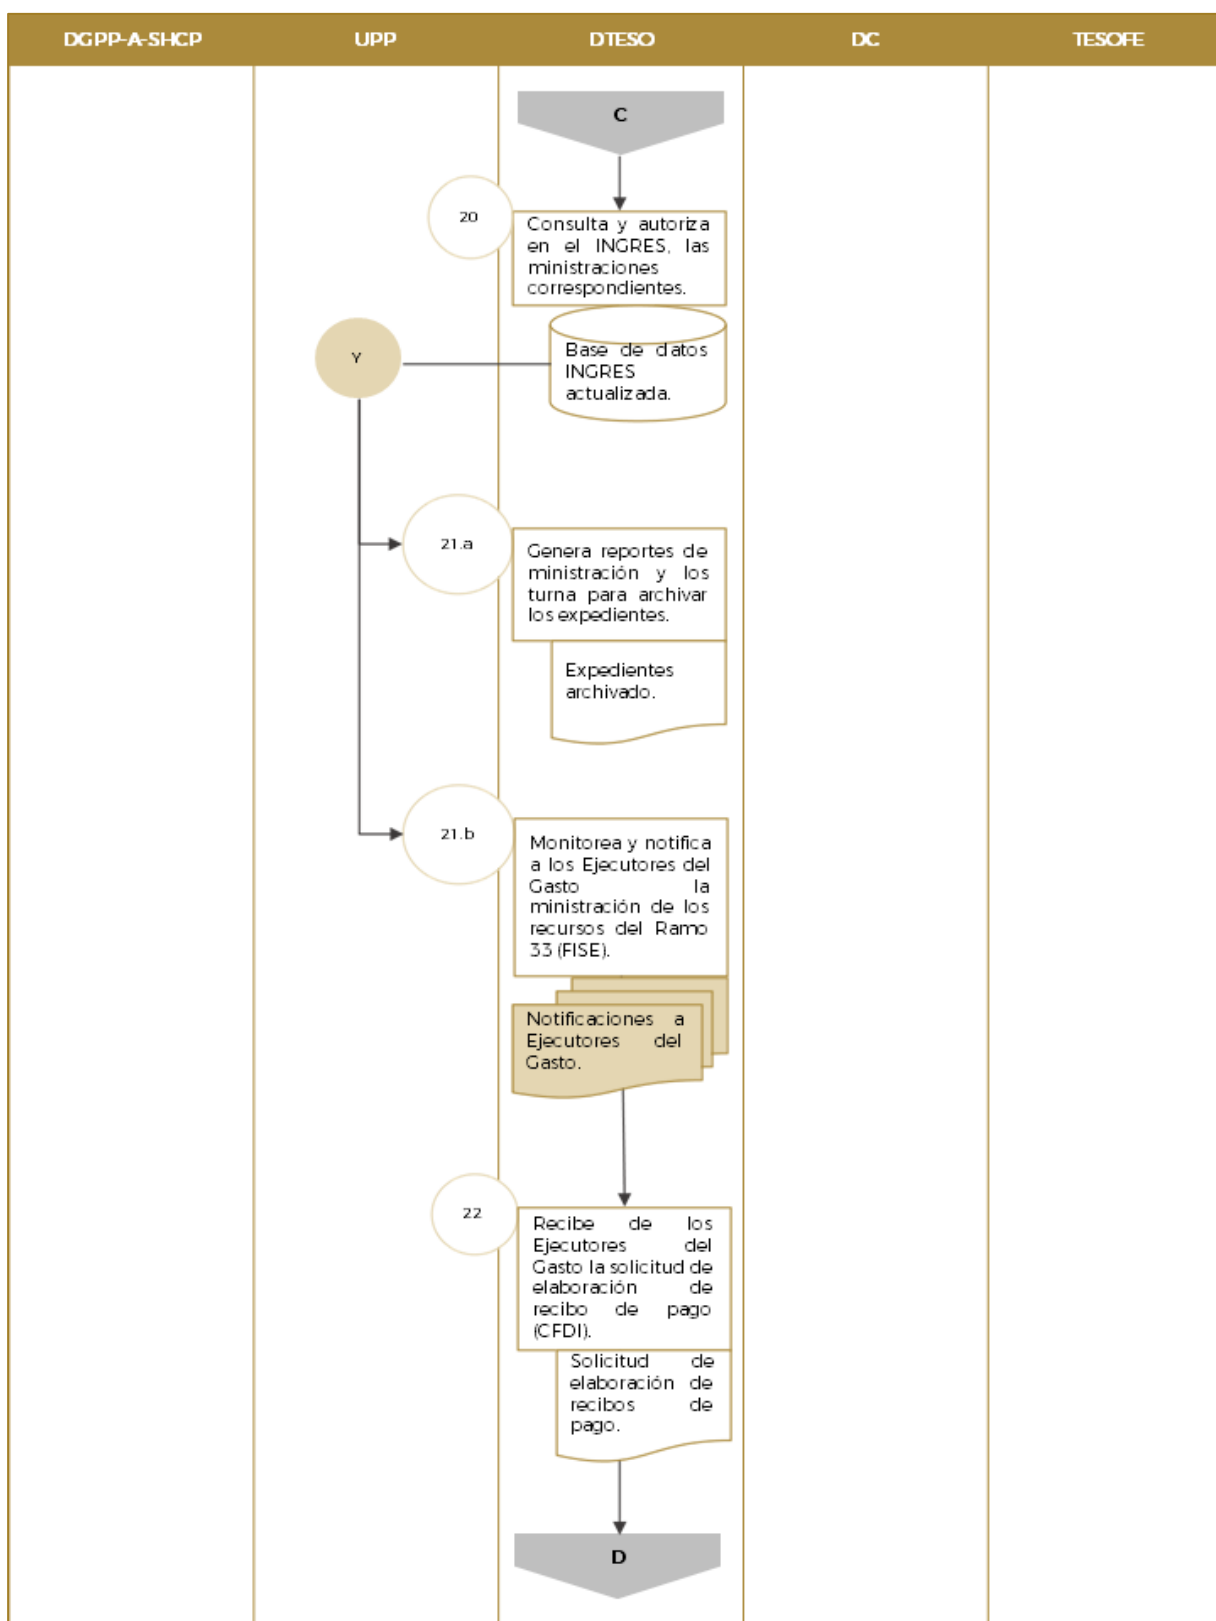 DGPP-A-SHCP
UPP
DTESO
DC
TESOFE
C
20
Consulta y autoriza
en el INGRES, las
ministraciones
correspondientes.
Y
Base de datos
INGRES
actualizada.
21.a
Genera reportes de
ministración y los
turna para archivar
los expedientes.
Expedientes
archivado.
21.b
Monitorea y notifica
a los Ejecutores del
Gasto la
ministración de los
recursos del Ramo
33 (FISE).
Notificaciones a
Ejecutores del
Gasto.
22
Recibe de los
Ejecutores del
Gasto la solicitud de
elaboración de
recibo de pago
(CFDI).
Solicitud de
elaboración de
recibos de
pago.
D